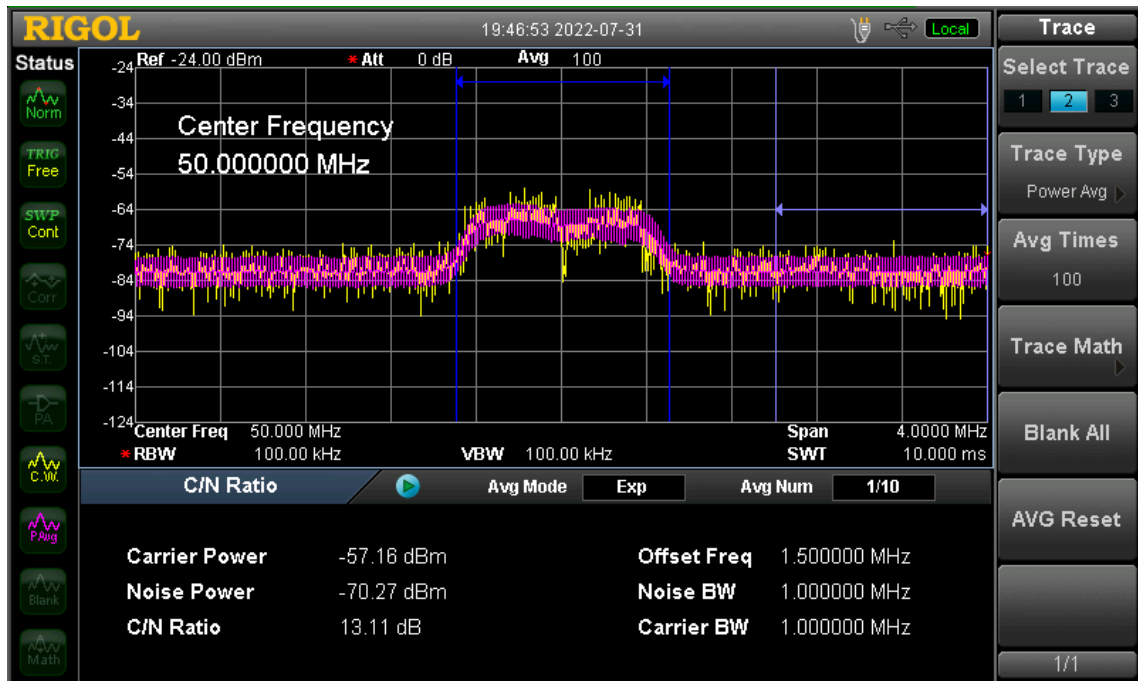 RIGOL 19:46:53 2022-07-31 Local
Status
Norm
TRIG
Free
SWP
Cont
Corr
S.T.
PA
C.W.
PAvg
Blank
Math
Ref -24.00 dBm * Att 0 dB Avg 100
-24
-34
-44
-54
-64
-74
-84
-94
-104
-114
-124
Center Frequency
50.000000 MHz
Center Freq 50.000 MHz Span 4.0000 MHz
* RBW 100.00 kHz VBW 100.00 kHz SWT 10.000 ms
C/N Ratio Avg Mode Exp Avg Num 1/10
Carrier Power -57.16 dBm Offset Freq 1.500000 MHz
Noise Power -70.27 dBm Noise BW 1.000000 MHz
C/N Ratio 13.11 dB Carrier BW 1.000000 MHz
Trace
Select Trace
1 2 3
Trace Type
Power Avg
Avg Times
100
Trace Math
Blank All
AVG Reset
1/1